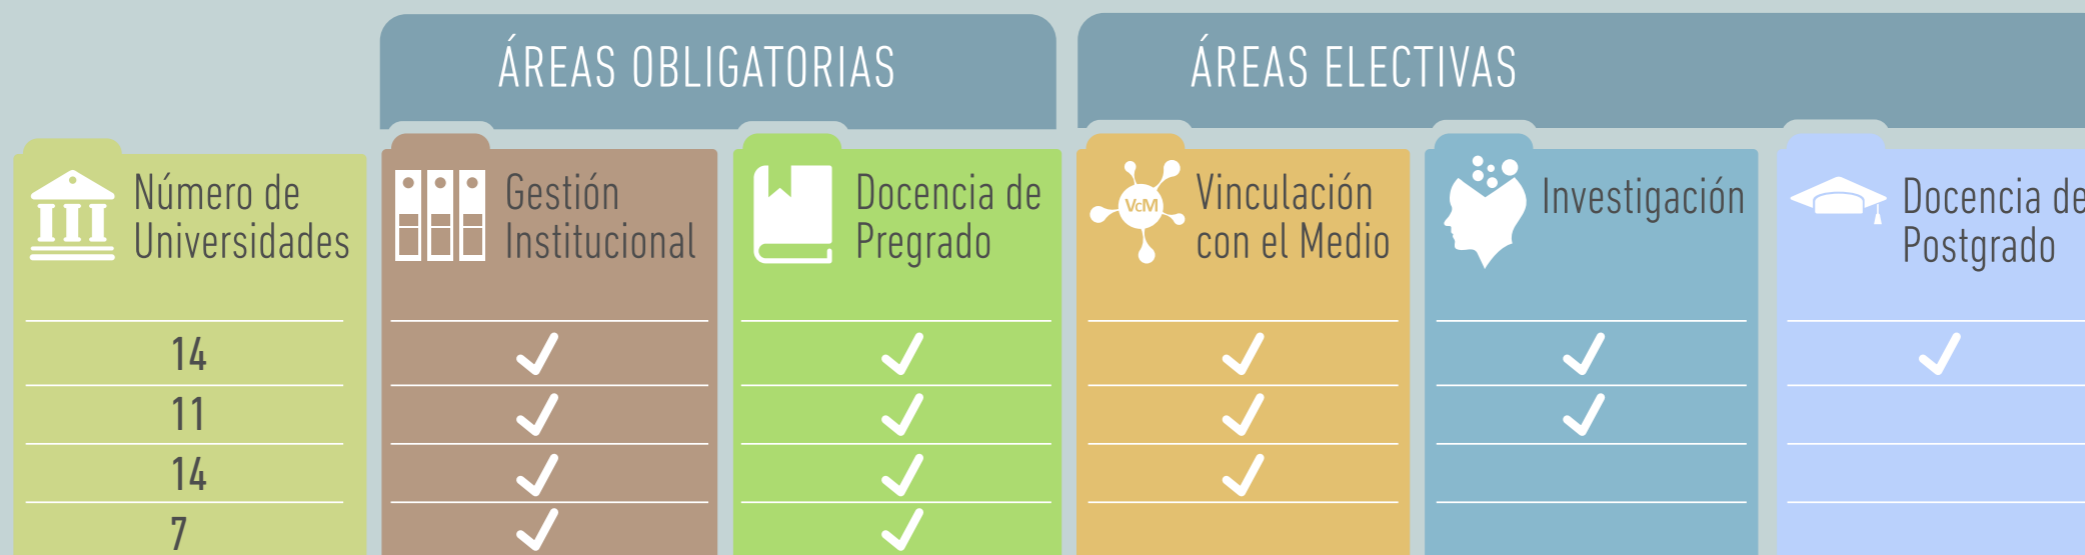 ÁREAS OBLIGATORIAS
ÁREAS ELECTIVAS
Número de
Universidades
Gestión
Institucional
Docencia de
Pregrado
VcM
Vinculación
con el Medio
Investigación
Docencia de
Postgrado
14
11
14
7